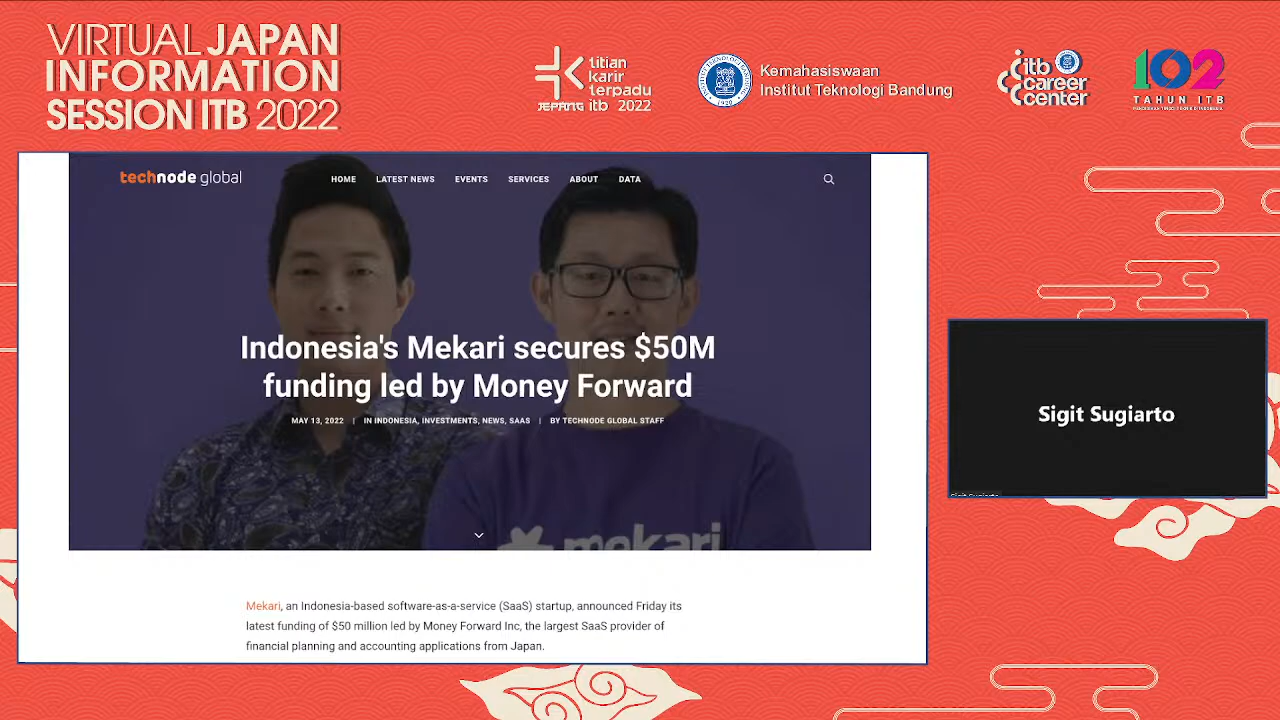 VIRTUAL JAPAN
INFORMATION
SESSION ITB 2022
titian
karir
terpadu
JEPANG itb 2022
Kemahasiswaan
Institut Teknologi Bandung
itb
career
center
102
TAHUN ITB
technode global
HOME LATEST NEWS EVENTS SERVICES ABOUT DATA
Indonesia's Mekari secures $50M
funding led by Money Forward
MAY 13, 2022 | IN INDONESIA, INVESTMENTS, NEWS, SAAS | BY TECHNODE GLOBAL STAFF
mekari
Mekari, an Indonesia-based software-as-a-service (SaaS) startup, announced Friday its
latest funding of $50 million led by Money Forward Inc, the largest SaaS provider of
financial planning and accounting applications from Japan.
Sigit Sugiarto
Sigit Sugiarto